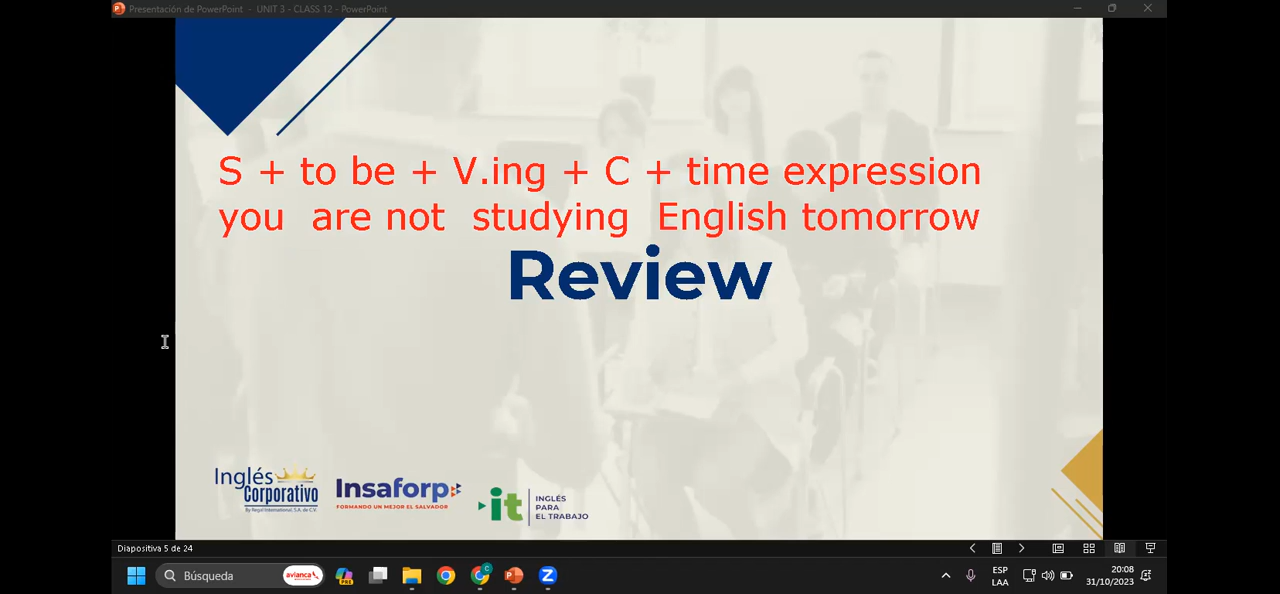 Presentación de PowerPoint - UNIT 3 - CLASS 12 - PowerPoint
S + to be + V.ing + C + time expression
you are not studying English tomorrow
Review
Inglés
Corporativo
By Regal International, S.A. de C.V.
Insaforp
FORMANDO UN MEJOR EL SALVADOR
it
INGLÉS
PARA
EL TRABAJO
Diapositiva 5 de 24
Búsqueda
avianca
PRE
C
ESP
LAA
20:08
31/10/2023